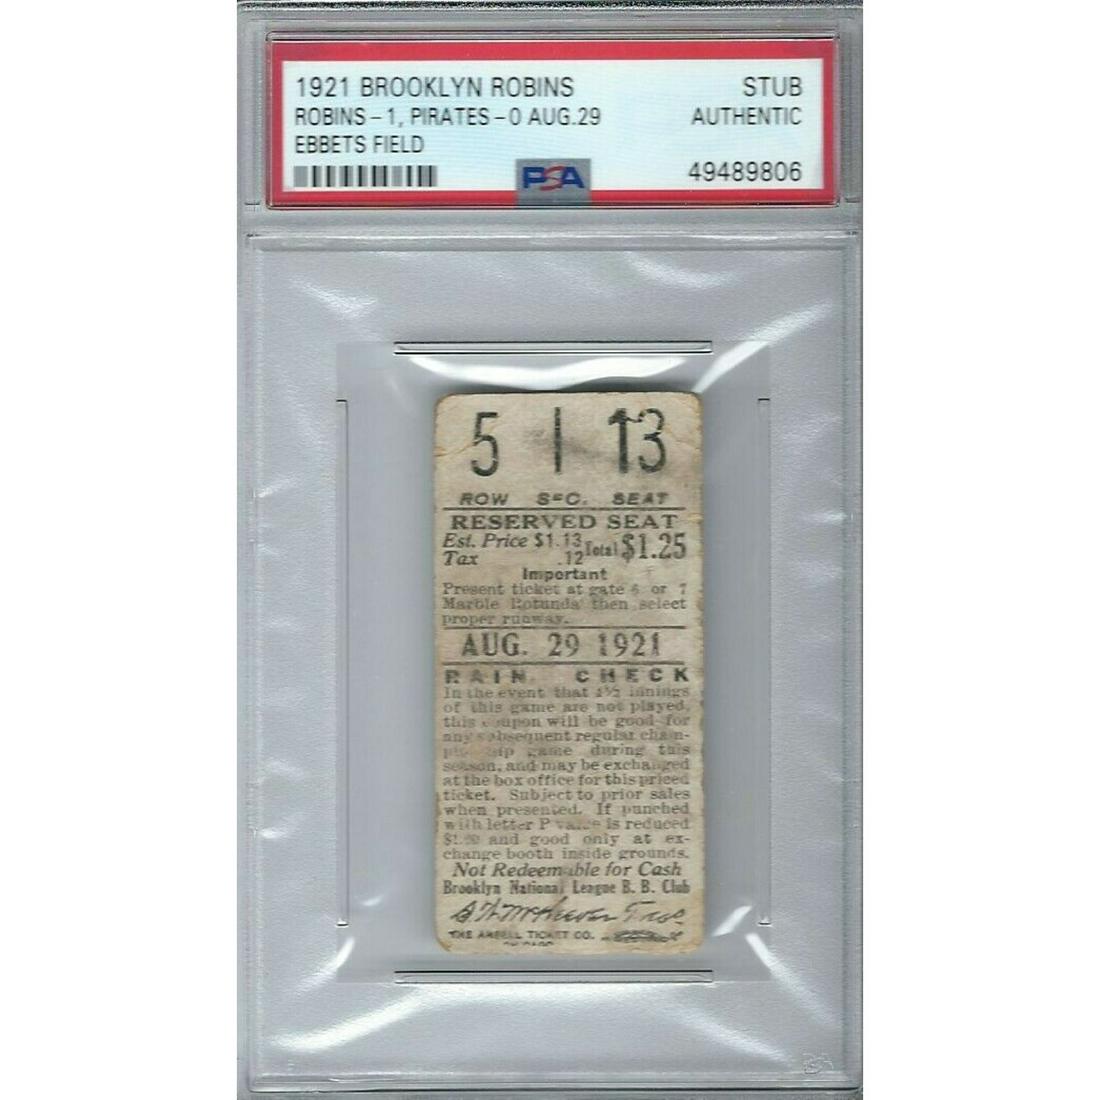 1921 BROOKLYN ROBINS STUB
ROBINS-1, PIRATES-0 AUG.29 AUTHENTIC
EBBETS FIELD
PSA 49489806
5 1 13
ROW SEC. SEAT
RESERVED SEAT
Est. Price $1.13
Tax .12 Total $1.25
Important
Present ticket at gate 6 or 7
Marble Rotunda then select
proper runway.
AUG. 29 1921
RAIN CHECK
In the event that 4½ innings
of this game are not played,
this coupon will be good for
any subsequent regular cham-
pionship game during this
season, and may be exchanged
at the box office for this priced
ticket. Subject to prior sales
when presented. If punched
with letter P value is reduced
and good only at ex-
change booth inside grounds.
Not Redeemable for Cash
Brooklyn National League B. B. Club
McKeever Treas
THE ANSELL TICKET CO.
CHICAGO
PSA